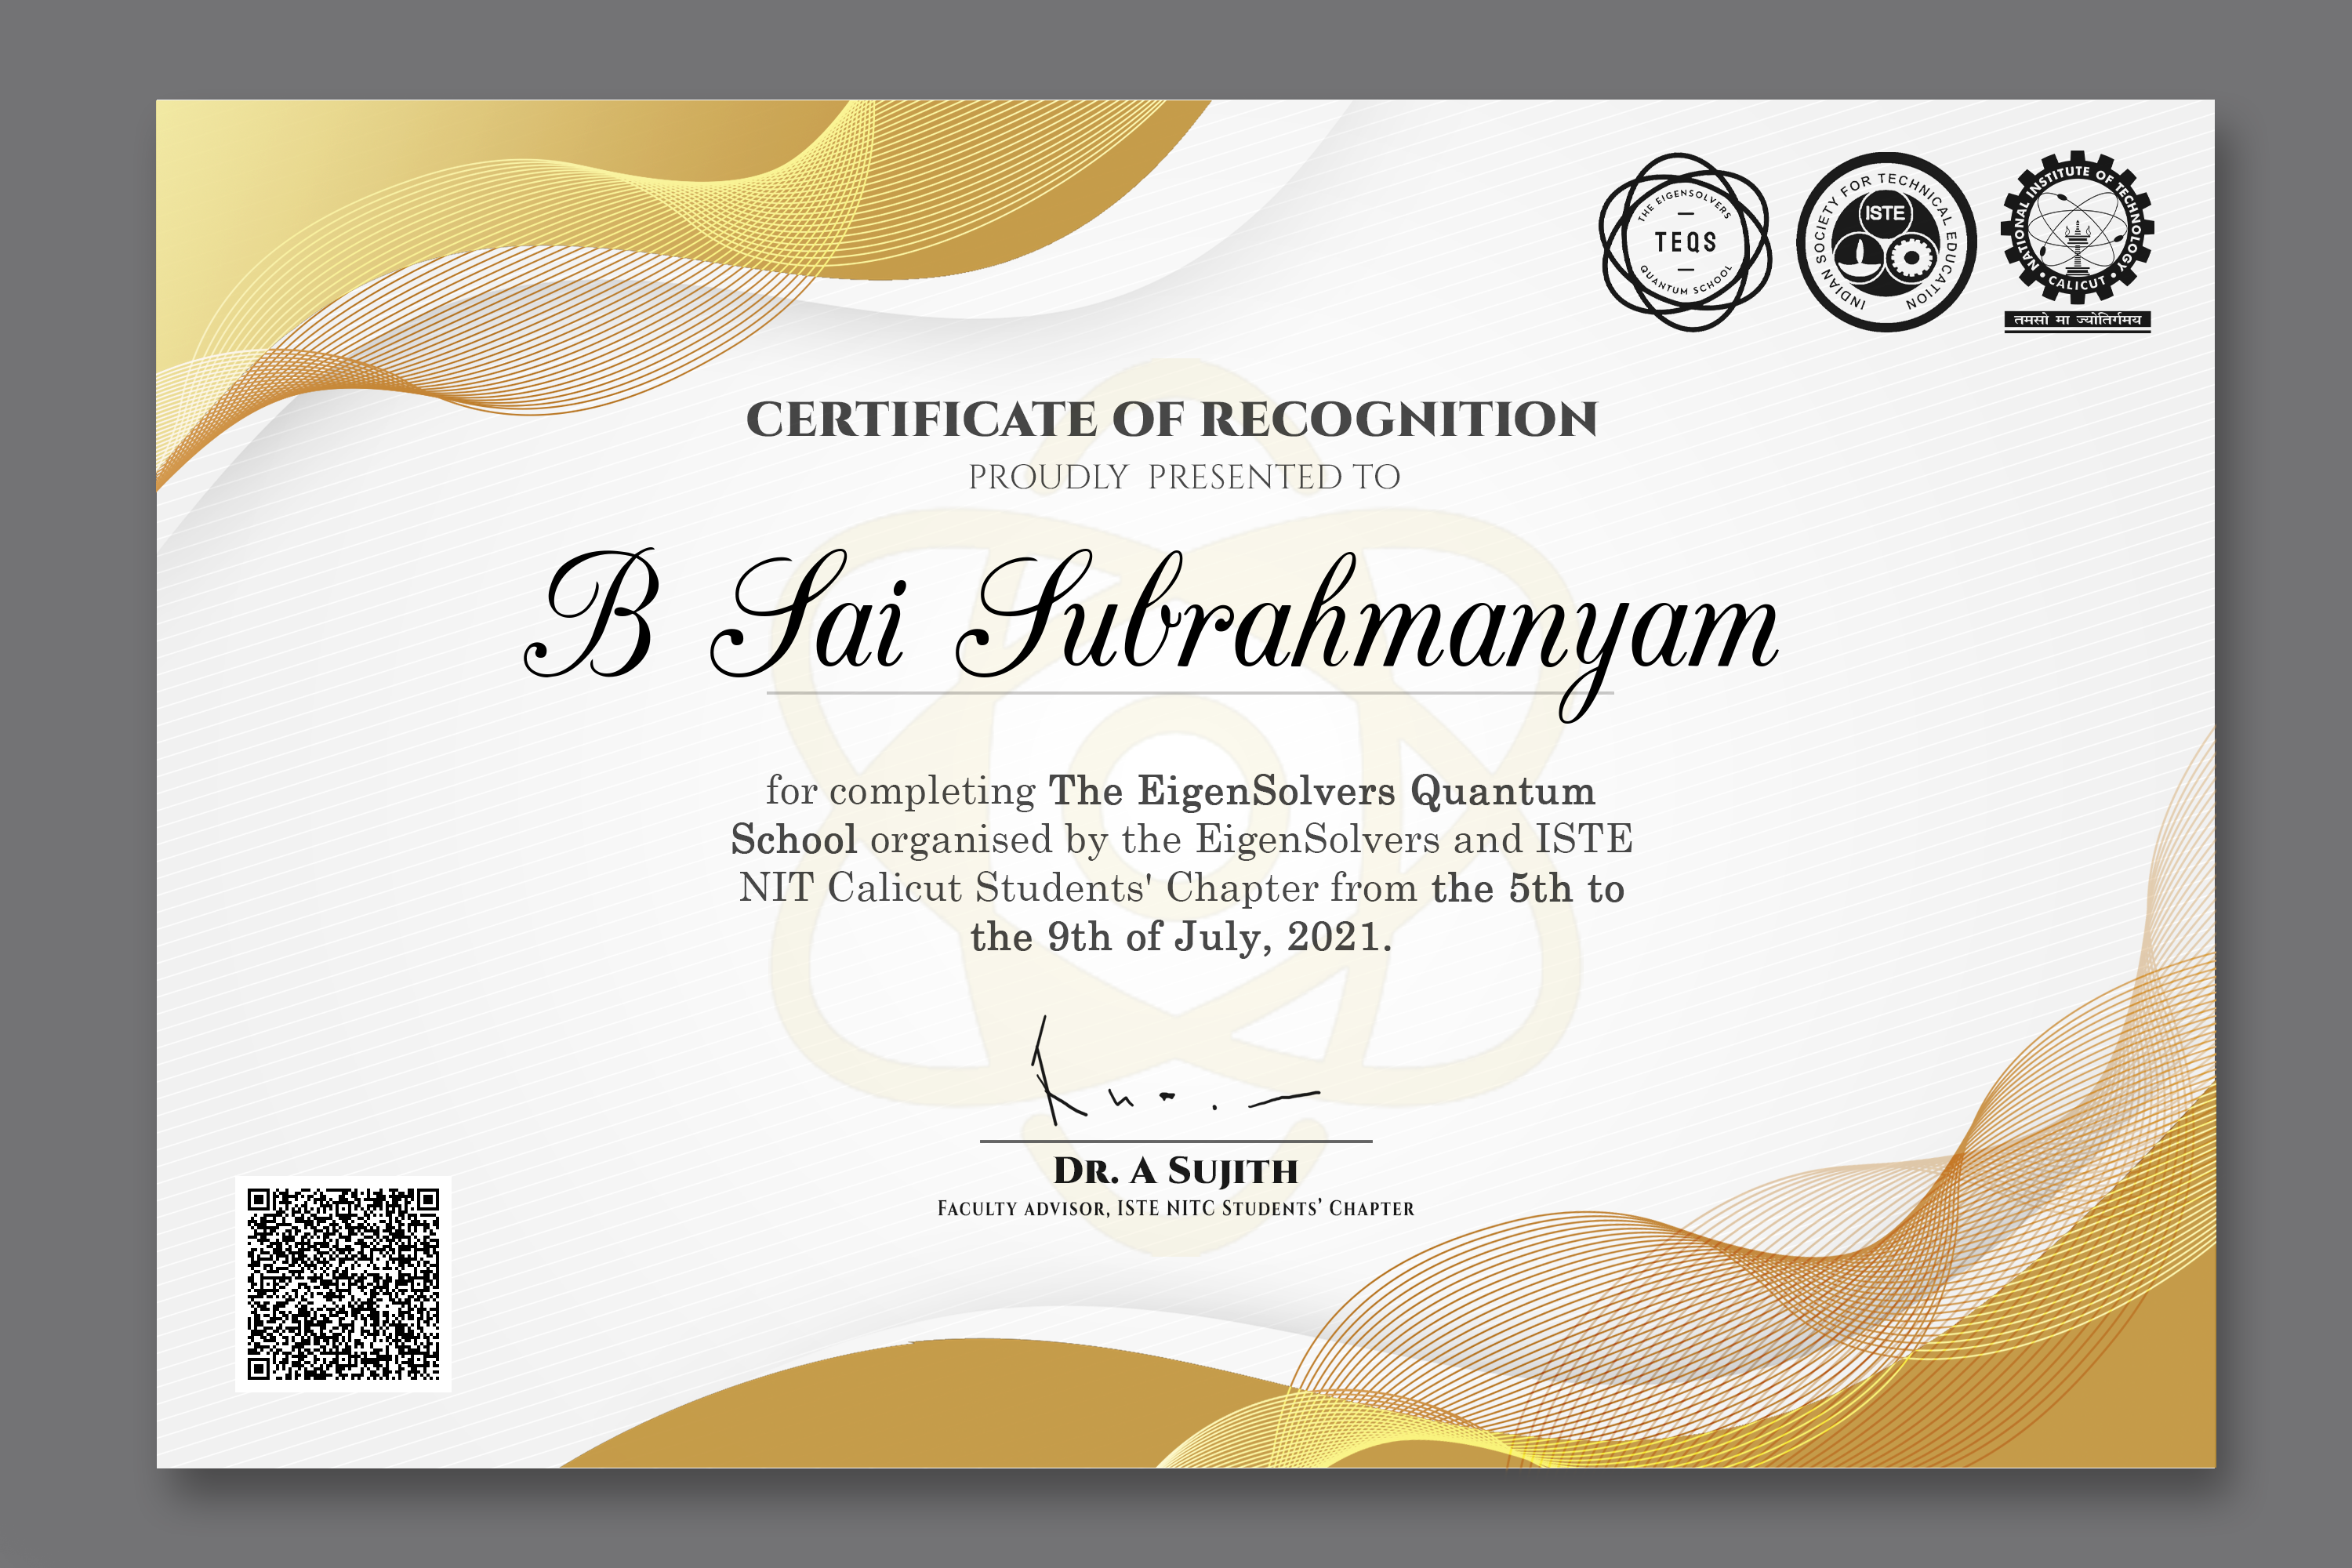 THE EIGENSOLVERS
TEQS
QUANTUM SCHOOL
INDIAN SOCIETY FOR TECHNICAL EDUCATION
ISTE
NATIONAL INSTITUTE OF TECHNOLOGY
CALICUT
तमसो मा ज्योतिर्गमय
CERTIFICATE OF RECOGNITION
PROUDLY PRESENTED TO
B Sai Subrahmanyam
for completing The EigenSolvers Quantum
School organised by the EigenSolvers and ISTE
NIT Calicut Students' Chapter from the 5th to
the 9th of July, 2021.
DR. A SUJITH
FACULTY ADVISOR, ISTE NITC STUDENTS' CHAPTER